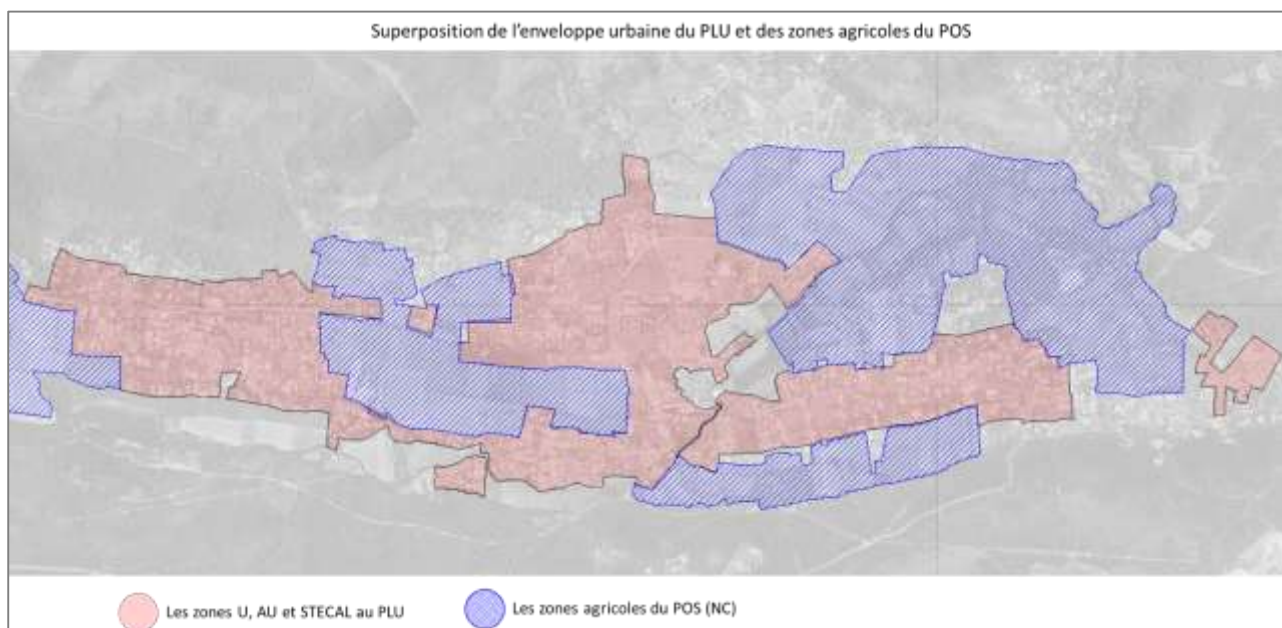 Superposition de l'enveloppe urbaine du PLU et des zones agricoles du POS
Les zones U, AU et STECAL au PLU
Les zones agricoles du POS (NC)